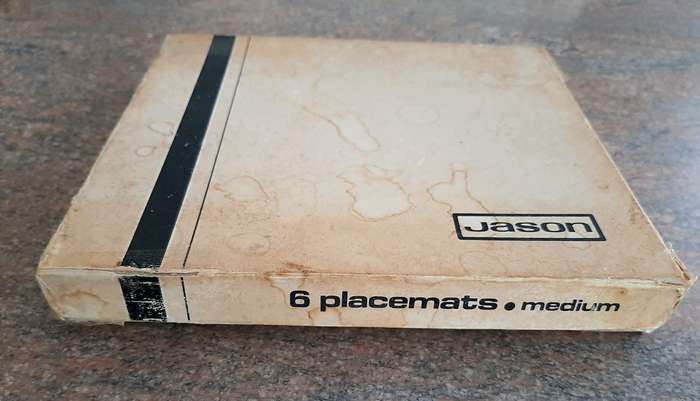 Jason
6 placemats • medium